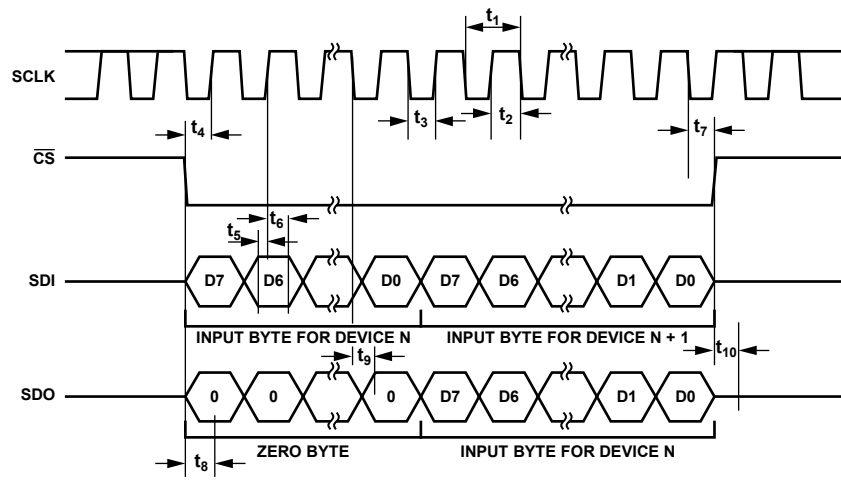 t1
SCLK
t4
t3
t2
t7
CS
t6
t5
SDI
D7
D6
D0
D7
D6
D1
D0
INPUT BYTE FOR DEVICE N
INPUT BYTE FOR DEVICE N + 1
t9
t10
SDO
0
0
0
D7
D6
D1
D0
ZERO BYTE
INPUT BYTE FOR DEVICE N
t8